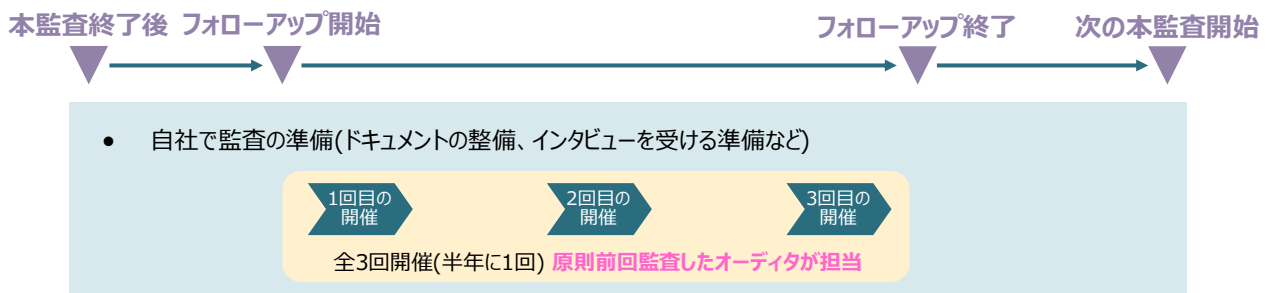 本監査終了後 フォローアップ開始 フォローアップ終了 次の本監査開始
● 自社で監査の準備(ドキュメントの整備、インタビューを受ける準備など)
1回目の
開催
2回目の
開催
3回目の
開催
全3回開催(半年に1回) 原則前回監査したオーディタが担当